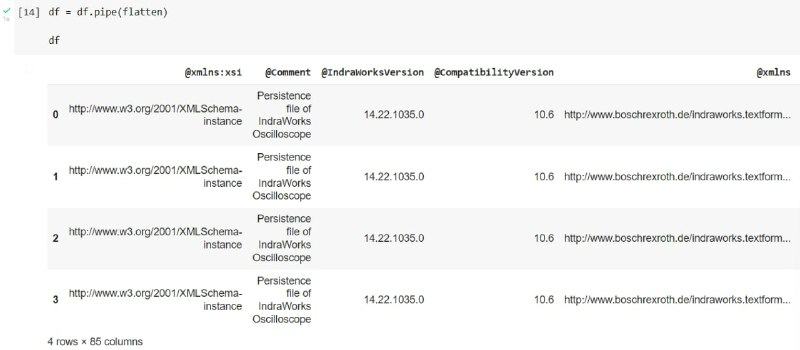 [14] df = df.pipe(flatten)
df
@xmlns:xsi @Comment @IndraWorksVersion @CompatibilityVersion @xmlns
0 http://www.w3.org/2001/XMLSchema-instance Persistence file of IndraWorks Oscilloscope 14.22.1035.0 10.6 http://www.boschrexroth.de/indraworks.textform...
1 http://www.w3.org/2001/XMLSchema-instance Persistence file of IndraWorks Oscilloscope 14.22.1035.0 10.6 http://www.boschrexroth.de/indraworks.textform...
2 http://www.w3.org/2001/XMLSchema-instance Persistence file of IndraWorks Oscilloscope 14.22.1035.0 10.6 http://www.boschrexroth.de/indraworks.textform...
3 http://www.w3.org/2001/XMLSchema-instance Persistence file of IndraWorks Oscilloscope 14.22.1035.0 10.6 http://www.boschrexroth.de/indraworks.textform...
4 rows × 85 columns